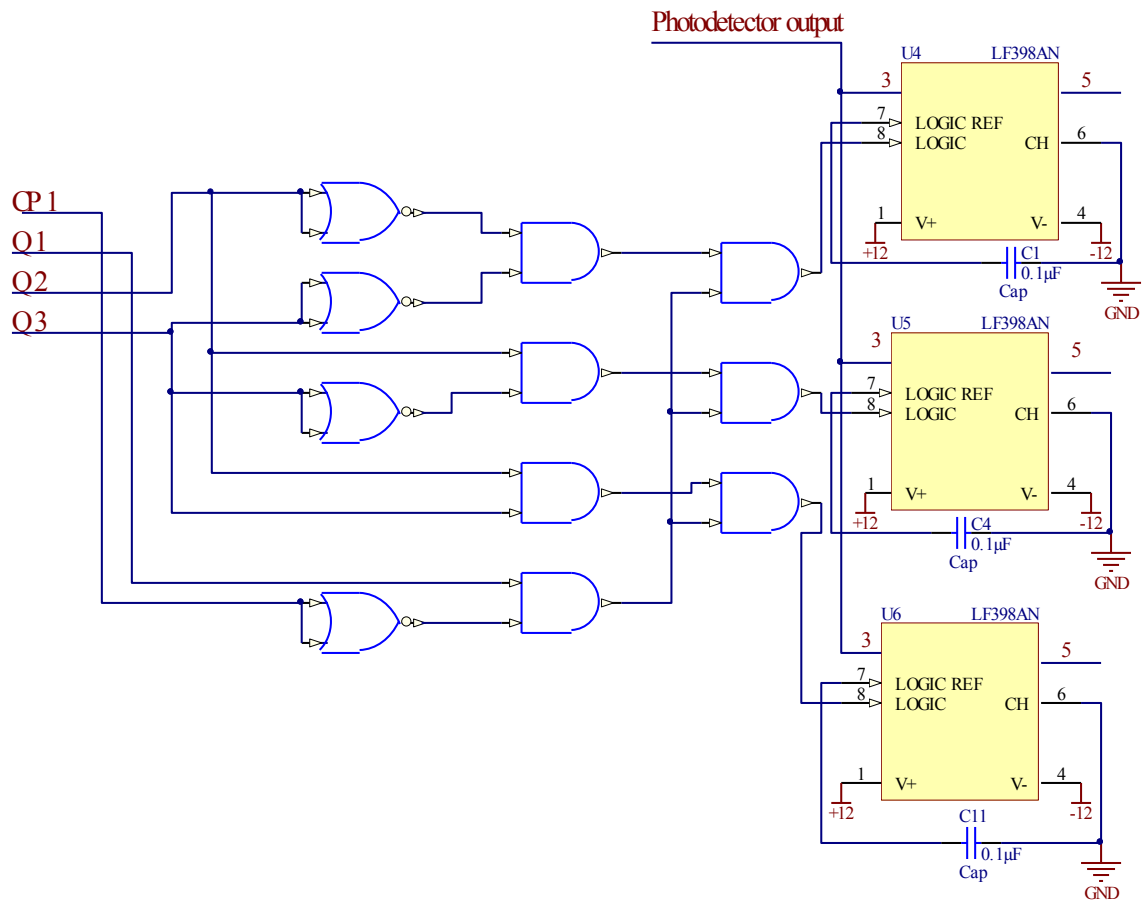 Photodetector output
CP1
Q1
Q2
Q3
U4 LF398AN
3 5
7 LOGIC REF
8 LOGIC CH 6
1 V+ V- 4
+12 -12
C1
0.1µF
Cap
GND
U5 LF398AN
3 5
7 LOGIC REF
8 LOGIC CH 6
1 V+ V- 4
+12 -12
C4
0.1µF
Cap
GND
U6 LF398AN
3 5
7 LOGIC REF
8 LOGIC CH 6
1 V+ V- 4
+12 -12
C11
0.1µF
Cap
GND